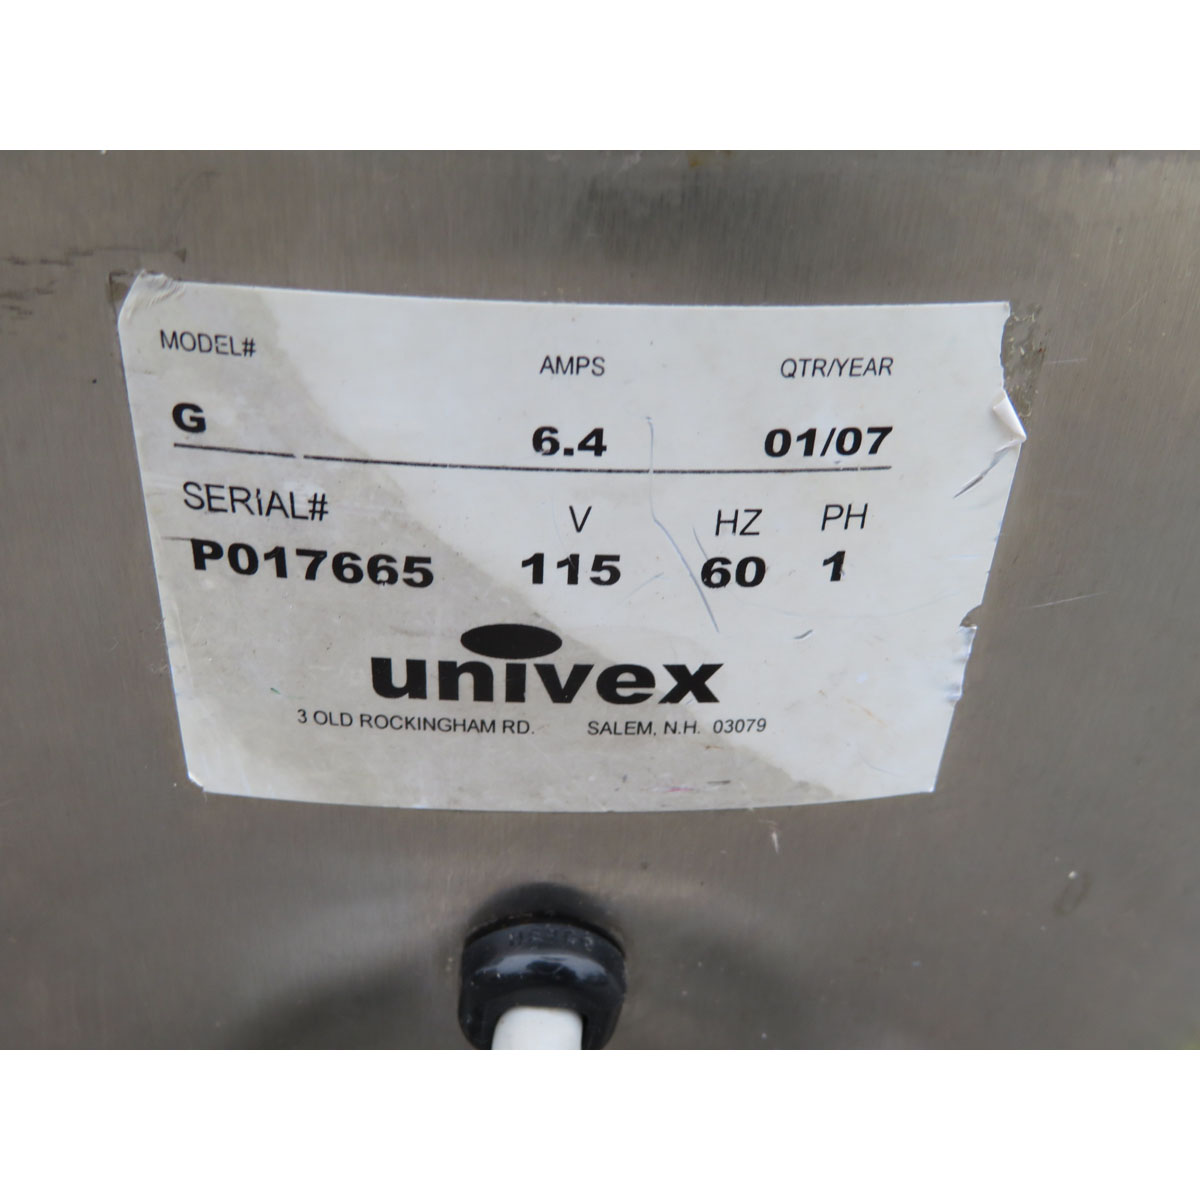 MODEL# AMPS QTR/YEAR
G 6.4 01/07
SERIAL# V HZ PH
P017665 115 60 1
univex
3 OLD ROCKINGHAM RD. SALEM, N.H. 03079